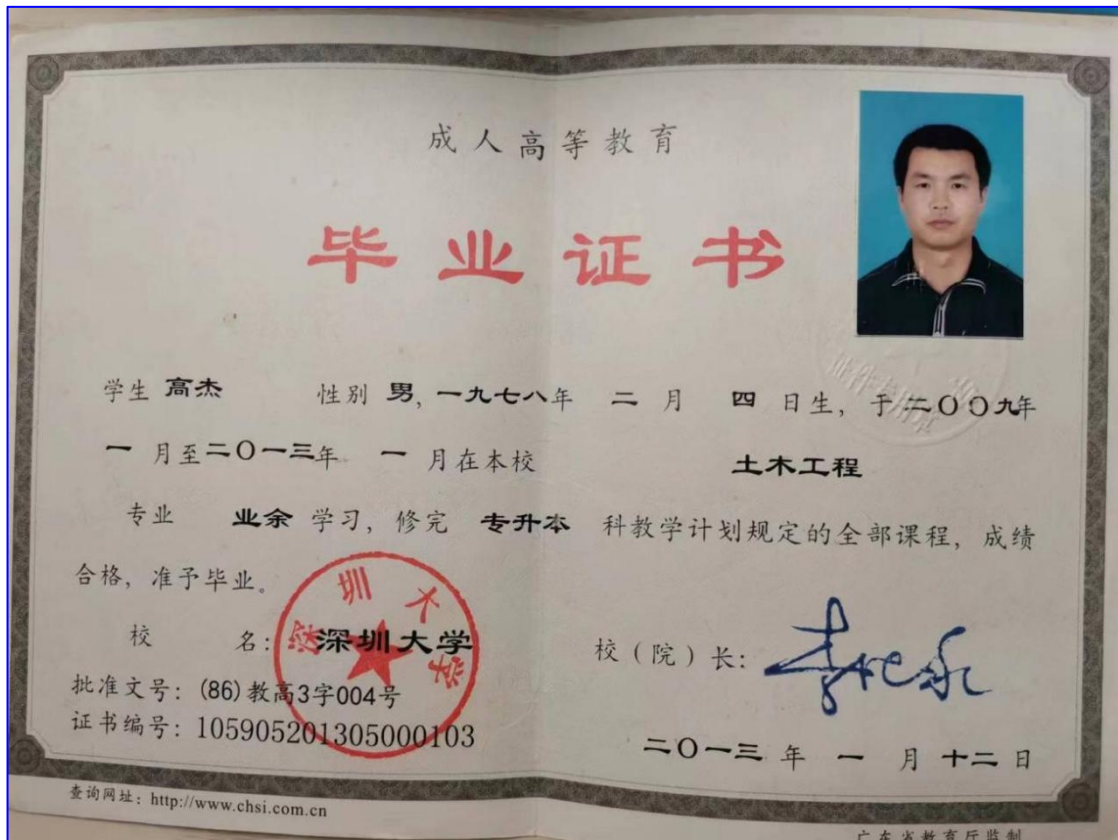 成人高等教育
毕业证书
学生 高杰 性别 男, 一九七八年 二 月 四 日生, 于二〇〇九年
一 月至二〇一三年 一 月在本校 土木工程
专业 业余 学习, 修完 专升本 科教学计划规定的全部课程, 成绩
合格, 准予毕业。
校 名: 深圳大学
深圳大学
校(院)长:
批准文号: (86)教高3字004号
证书编号: 105905201305000103
二〇一三 年 一 月 十二 日
查询网址: http://www.chsi.com.cn
广东省教育厅监制